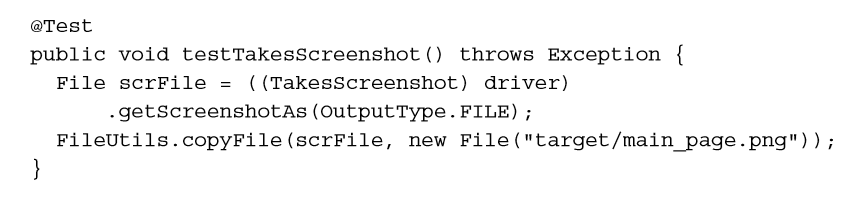 @Test
public void testTakesScreenshot() throws Exception {
  File scrFile = ((TakesScreenshot) driver)
      .getScreenshotAs(OutputType.FILE);
  FileUtils.copyFile(scrFile, new File("target/main_page.png"));
}